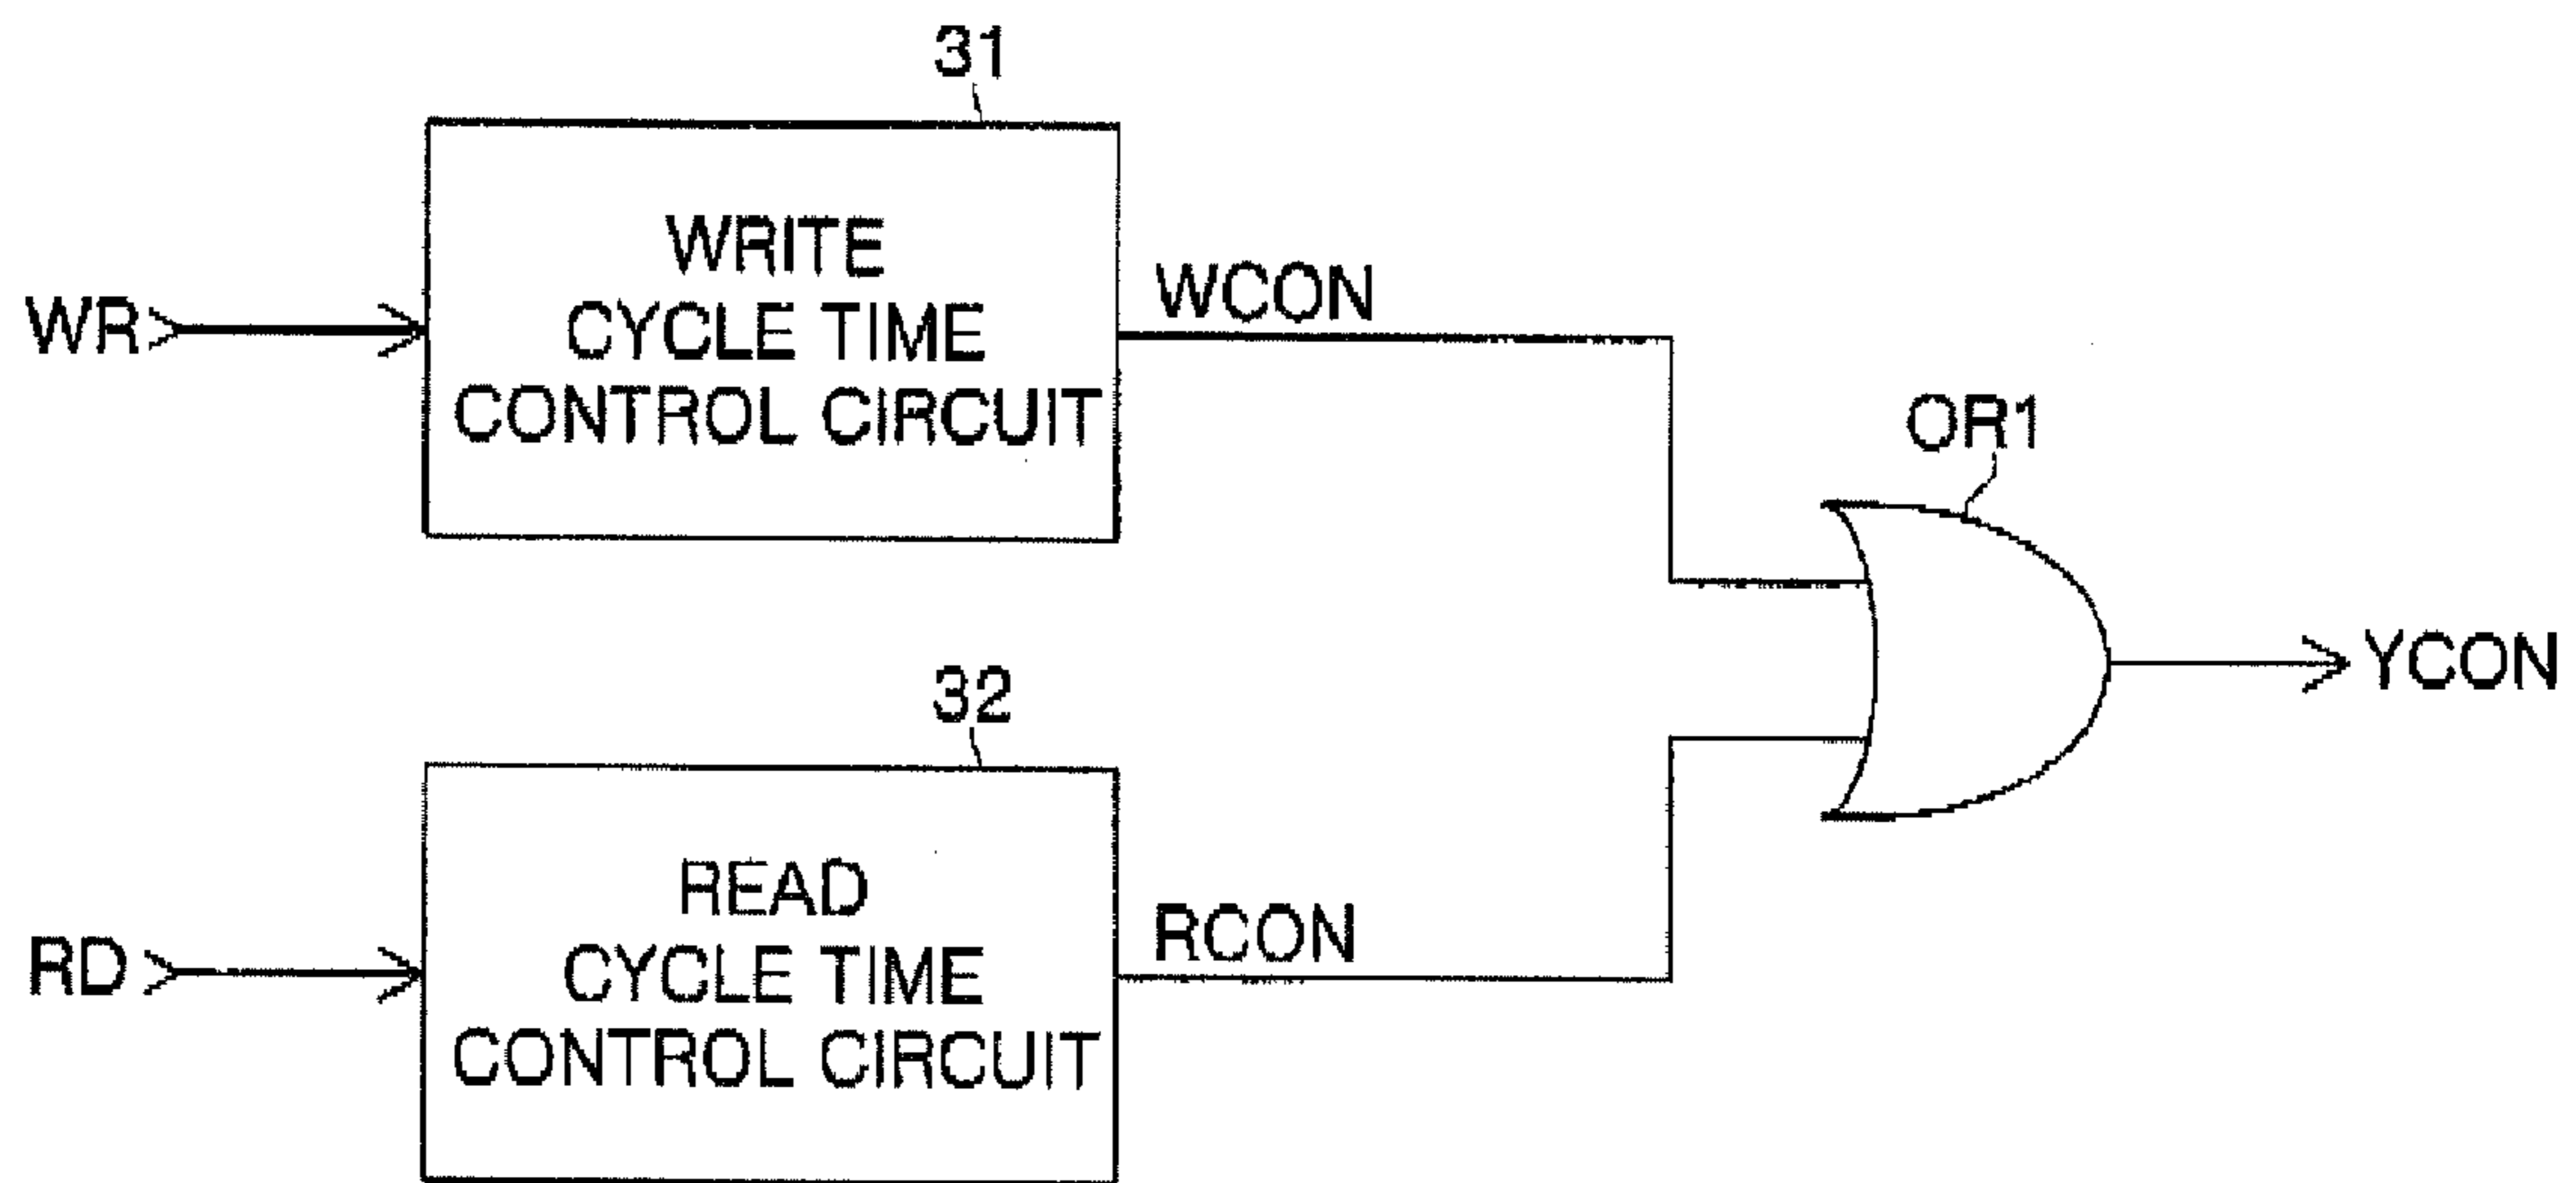 31
WR
WRITE
CYCLE TIME
CONTROL CIRCUIT
WCON
OR1
YCON
32
RD
READ
CYCLE TIME
CONTROL CIRCUIT
RCON